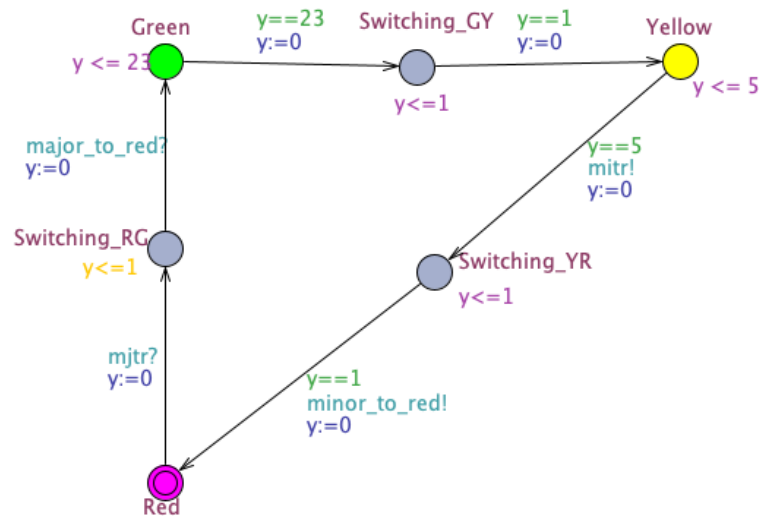 Green
y==23
y:=0
Switching_GY
y==1
y:=0
Yellow
y <= 23
y<=1
y <= 5
major_to_red?
y:=0
y==5
mitr!
y:=0
Switching_RG
y<=1
Switching_YR
y<=1
mjtr?
y:=0
y==1
minor_to_red!
y:=0
Red